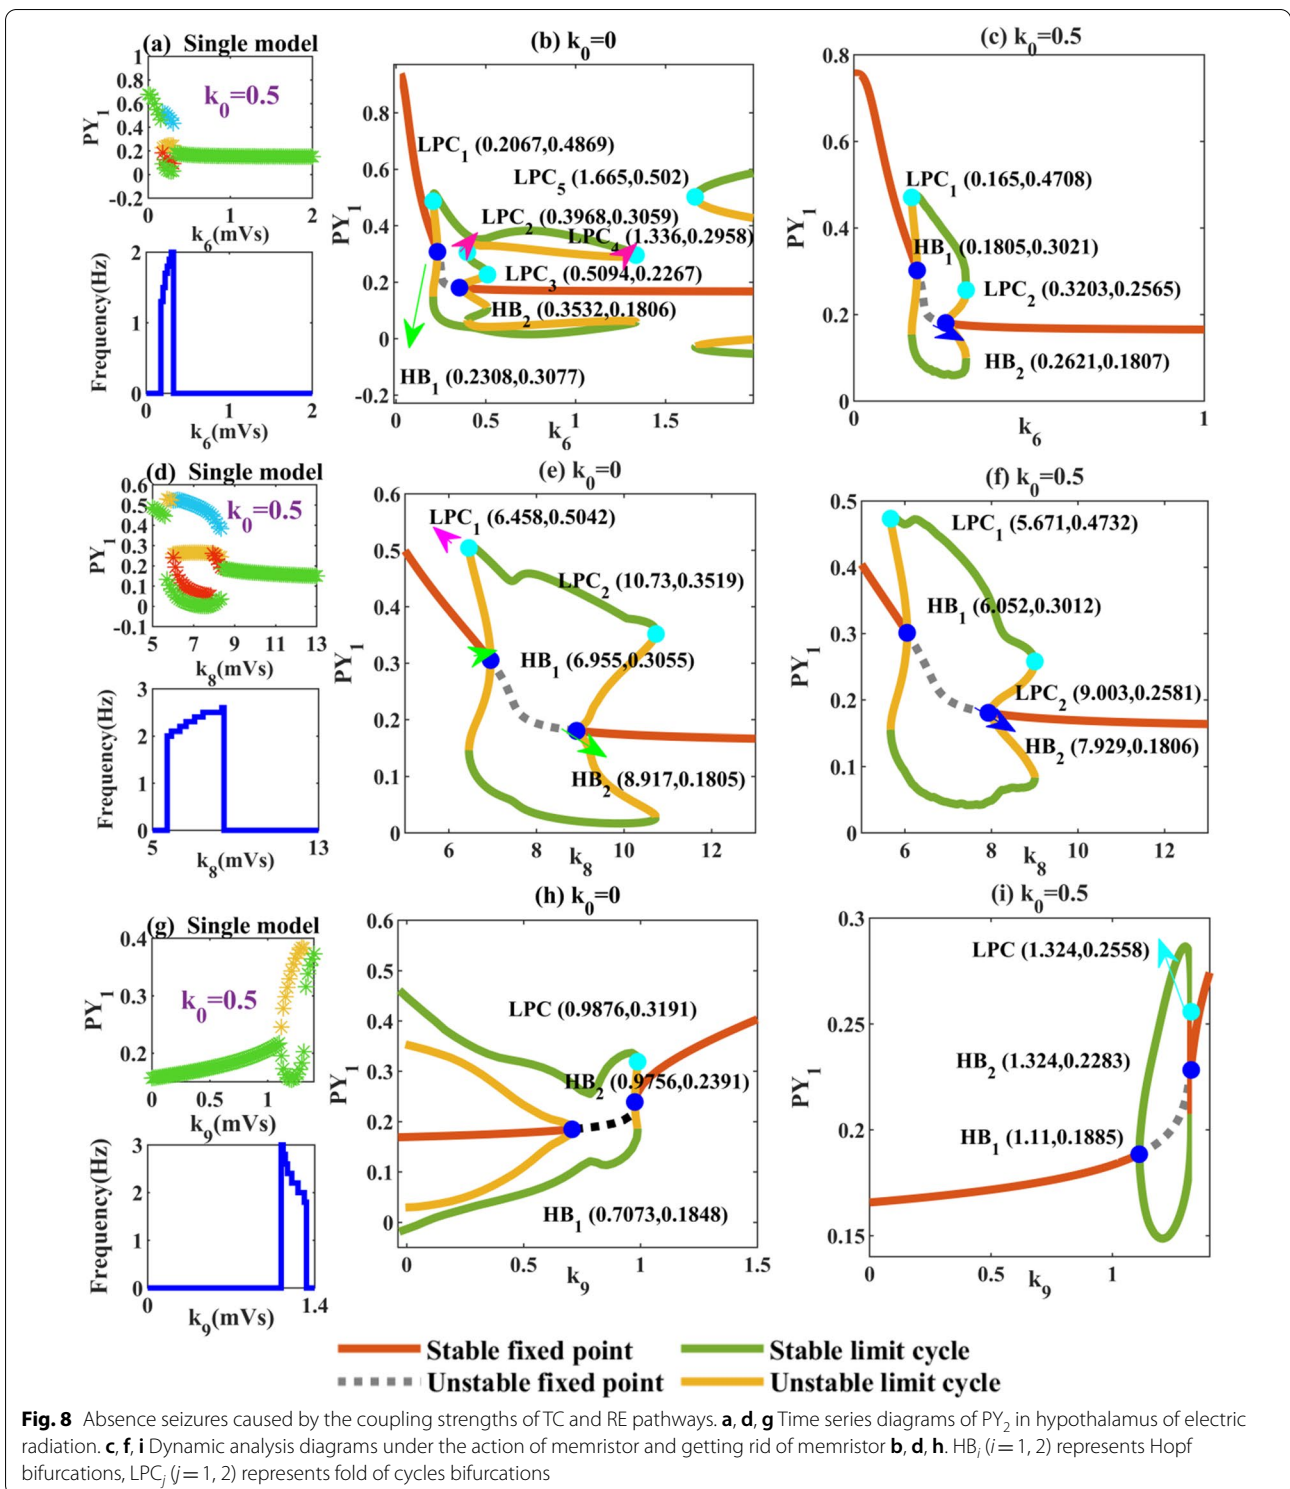 (a) Single model
k0=0.5
PY1
1
0.8
0.6
0.4
0.2
0
-0.2
0 1 2
k6(mVs)
Frequency(Hz)
2
1
0
0 1 2
k6(mVs)
(b) k0=0
PY1
0.8
0.6
0.4
0.2
0
-0.2
LPC1 (0.2067,0.4869)
LPC5 (1.665,0.502)
LPC2 (0.3968,0.3059)
LPC4 (1.336,0.2958)
LPC3 (0.5094,0.2267)
HB2 (0.3532,0.1806)
HB1 (0.2308,0.3077)
0 0.5 1 1.5
k6
(c) k0=0.5
PY1
0.8
0.6
0.4
0.2
0
LPC1 (0.165,0.4708)
HB1 (0.1805,0.3021)
LPC2 (0.3203,0.2565)
HB2 (0.2621,0.1807)
0 1
k6
(d) Single model
k0=0.5
PY1
0.6
0.5
0.4
0.3
0.2
0.1
0
-0.1
5 7 9 11 13
k8(mVs)
Frequency(Hz)
3
2
1
0
5 13
k8(mVs)
(e) k0=0
PY1
0.6
0.5
0.4
0.3
0.2
0.1
0
LPC1 (6.458,0.5042)
LPC2 (10.73,0.3519)
HB1 (6.955,0.3055)
HB2 (8.917,0.1805)
6 8 10 12
k8
(f) k0=0.5
PY1
0.5
0.4
0.3
0.2
0.1
0
LPC1 (5.671,0.4732)
HB1 (6.052,0.3012)
LPC2 (9.003,0.2581)
HB2 (7.929,0.1806)
6 8 10 12
k8
(g) Single model
k0=0.5
PY1
0.4
0.3
0.2
0 0.5 1
k9(mVs)
Frequency(Hz)
3
2
1
0
0 1.4
k9(mVs)
(h) k0=0
PY1
0.6
0.5
0.4
0.3
0.2
0.1
0
LPC (0.9876,0.3191)
HB2 (0.9756,0.2391)
HB1 (0.7073,0.1848)
0 0.5 1 1.5
k9
(i) k0=0.5
PY1
0.3
0.25
0.2
0.15
LPC (1.324,0.2558)
HB2 (1.324,0.2283)
HB1 (1.11,0.1885)
0 0.5 1
k9
Stable fixed point Stable limit cycle
Unstable fixed point Unstable limit cycle
Fig. 8 Absence seizures caused by the coupling strengths of TC and RE pathways. a, d, g Time series diagrams of PY2 in hypothalamus of electric
radiation. c, f, i Dynamic analysis diagrams under the action of memristor and getting rid of memristor b, d, h. HBi (i = 1, 2) represents Hopf
bifurcations, LPCj (j = 1, 2) represents fold of cycles bifurcations